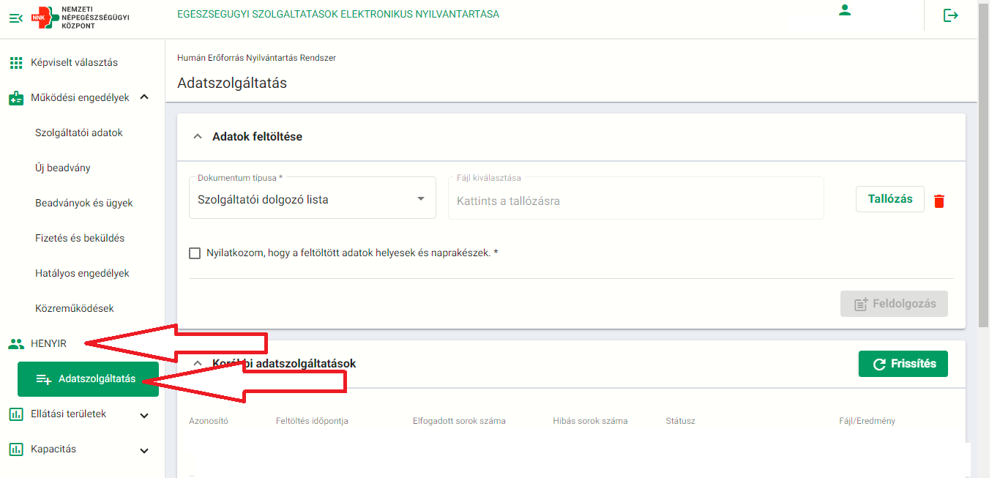 NNK
NEMZETI
NÉPEGÉSZSÉGÜGYI
KÖZPONT
EGESZSEGUGYI SZOLGALTATASOK ELEKTRONIKUS NYILVANTARTASA
Képviselt választás
Működési engedélyek
Szolgáltatói adatok
Új beadvány
Beadványok és ügyek
Fizetés és beküldés
Hatályos engedélyek
Közreműködések
HENYIR
Adatszolgáltatás
Ellátási területek
Kapacitás
Humán Erőforrás Nyilvántartás Rendszer
Adatszolgáltatás
Adatok feltöltése
Dokumentum típusa *
Szolgáltatói dolgozó lista
Fájl kiválasztása
Kattints a tallózásra
Tallózás
Nyilatkozom, hogy a feltöltött adatok helyesek és naprakészek. *
Feldolgozás
Korábbi adatszolgáltatások
Frissítés
Azonosító Feltöltés időpontja Elfogadott sorok száma Hibás sorok száma Státusz Fájl/Eredmény